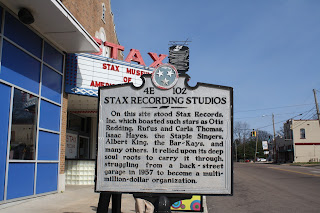 STAX
STAX MUSEUM
OF
4E 102
STAX RECORDING STUDIOS
On this site stood Stax Records,
Inc. which boasted such stars as Otis
Redding, Rufus and Carla Thomas,
Isaac Hayes, the Staple Singers,
Albert King, the Bar-Kays, and
many others. It relied upon its deep
soul roots to carry it through,
struggling from a back-street
garage in 1957 to become a multi-
million-dollar organization.